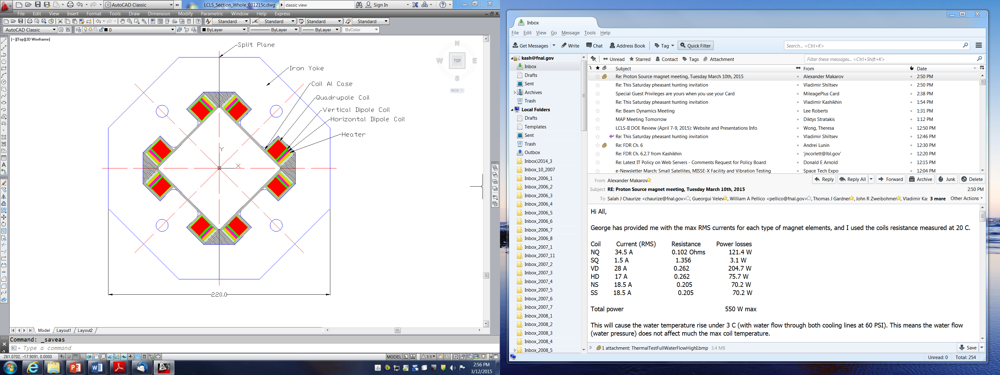 AutoCAD Classic
LCLS_Section_Whole_031215c.dwg
classic view
Sign In
File Edit View Insert Format Tools Draw Dimension Modify Parametric Window Help Express
Standard Standard Standard Standard
AutoCAD Classic 0 ByLayer ByLayer ByLayer ByColor
[−][Top][2D Wireframe]
Split Plane
Iron Yoke
Coil Al Case
Quadrupole Coil
Vertical Dipole Coil
Horizontal Dipole Coil
Heater
Y
X
220.0
N
W TOP E
S
WCS
Model Layout1 Layout2
Command: _saveas
Type a command
261.0702, -17.9091, 0.0000
MODEL 1:1
2:56 PM
3/12/2015
Inbox
File Edit View Go Message Tools Help
Get Messages Write Chat Address Book Tag Quick Filter Search... <Ctrl+K>
Unread Starred Contact Tags Attachment Filter these messages... <Ctrl+Shift+K>
kash@fnal.gov
Inbox
Drafts
Sent
Archives
Trash
Local Folders
Drafts
Templates
Sent
Trash
Outbox
Inbox)2014_3
Inbox_10_2007
Inbox_2006_1
Inbox_2006_2
Inbox_2006_3
Inbox_2006_4
Inbox_2006_5
Inbox_2006_6
Inbox_2006_7
Inbox_2006_8
Inbox_2007_1
Inbox_2007_11
Inbox_2007_2
Inbox_2007_3
Inbox_2007_4
Inbox_2007_5
Inbox_2007_6
Inbox_2007_7
Inbox_2008_1
Inbox_2008_2
Inbox_2008_3
Inbox_2008_4
Inbox_2008_5
Subject From Date
Re: Proton Source magnet meeting, Tuesday March 10th, 2015 Alexander Makarov 2:50 PM
Re: This Saturday pheasant hunting invitation Vladimir Shiltsev 2:50 PM
Special Guest Privileges are yours when you use your Card MileagePlus Card 2:38 PM
Re: This Saturday pheasant hunting invitation Vladimir Kashikhin 1:54 PM
Re: Beam Dynamics Meeting Lee Roberts 1:31 PM
MAP Meeting Tomorrow Diktys Stratakis 1:12 PM
LCLS-II DOE Review (April 7-9, 2015): Website and Presentations Info Wong, Theresa 12:50 PM
Re: This Saturday pheasant hunting invitation Vladimir Shiltsev 12:46 PM
Re: FDR Ch. 6 Andrei Lunin 12:30 PM
Re: FDR Ch. 6.2.7 from Kashikhin 'jncorlett@lbl.gov' 12:20 PM
Re: Latest IT Policy on Web Servers - Comments Request for Policy Board Donald E Arnold 12:15 PM
e-Newsletter March: Small Satellites, MISSE-X Facility and Vibration Testing Space Tech Expo 12:04 PM
From Alexander Makarov Reply Reply All Forward Archive Junk Delete
Subject RE: Proton Source magnet meeting, Tuesday March 10th, 2015 2:50 PM
To Salah J Chaurize <chaurize@fnal.gov>, Gueorgui Velev, William A Pellico <pellico@fnal.gov>, Thomas J Gardner, John R Zweibohmer, Vladimir Ka: 3 more Other Actions
Hi All,
George has provided me with the max RMS currents for each type of magnet elements, and I used the coils resistance measured at 20 C.
Coil Current (RMS) Resistance Power losses
NQ 34.5 A 0.102 Ohms 121.4 W
SQ 1.5 A 1.356 3.1 W
VD 28 A 0.262 204.7 W
HD 17 A 0.262 75.7 W
NS 18.5 A 0.205 70.2 W
SS 18.5 A 0.205 70.2 W
Total power 550 W max
This will cause the water temperature rise under 3 C (with water flow through both cooling lines at 60 PSI). This means the water flow
(water pressure) does not affect much the max coil temperature.
1 attachment: ThermalTestFullWaterFlowHighI.bmp 3.4 MB Save
Unread: 0 Total: 254